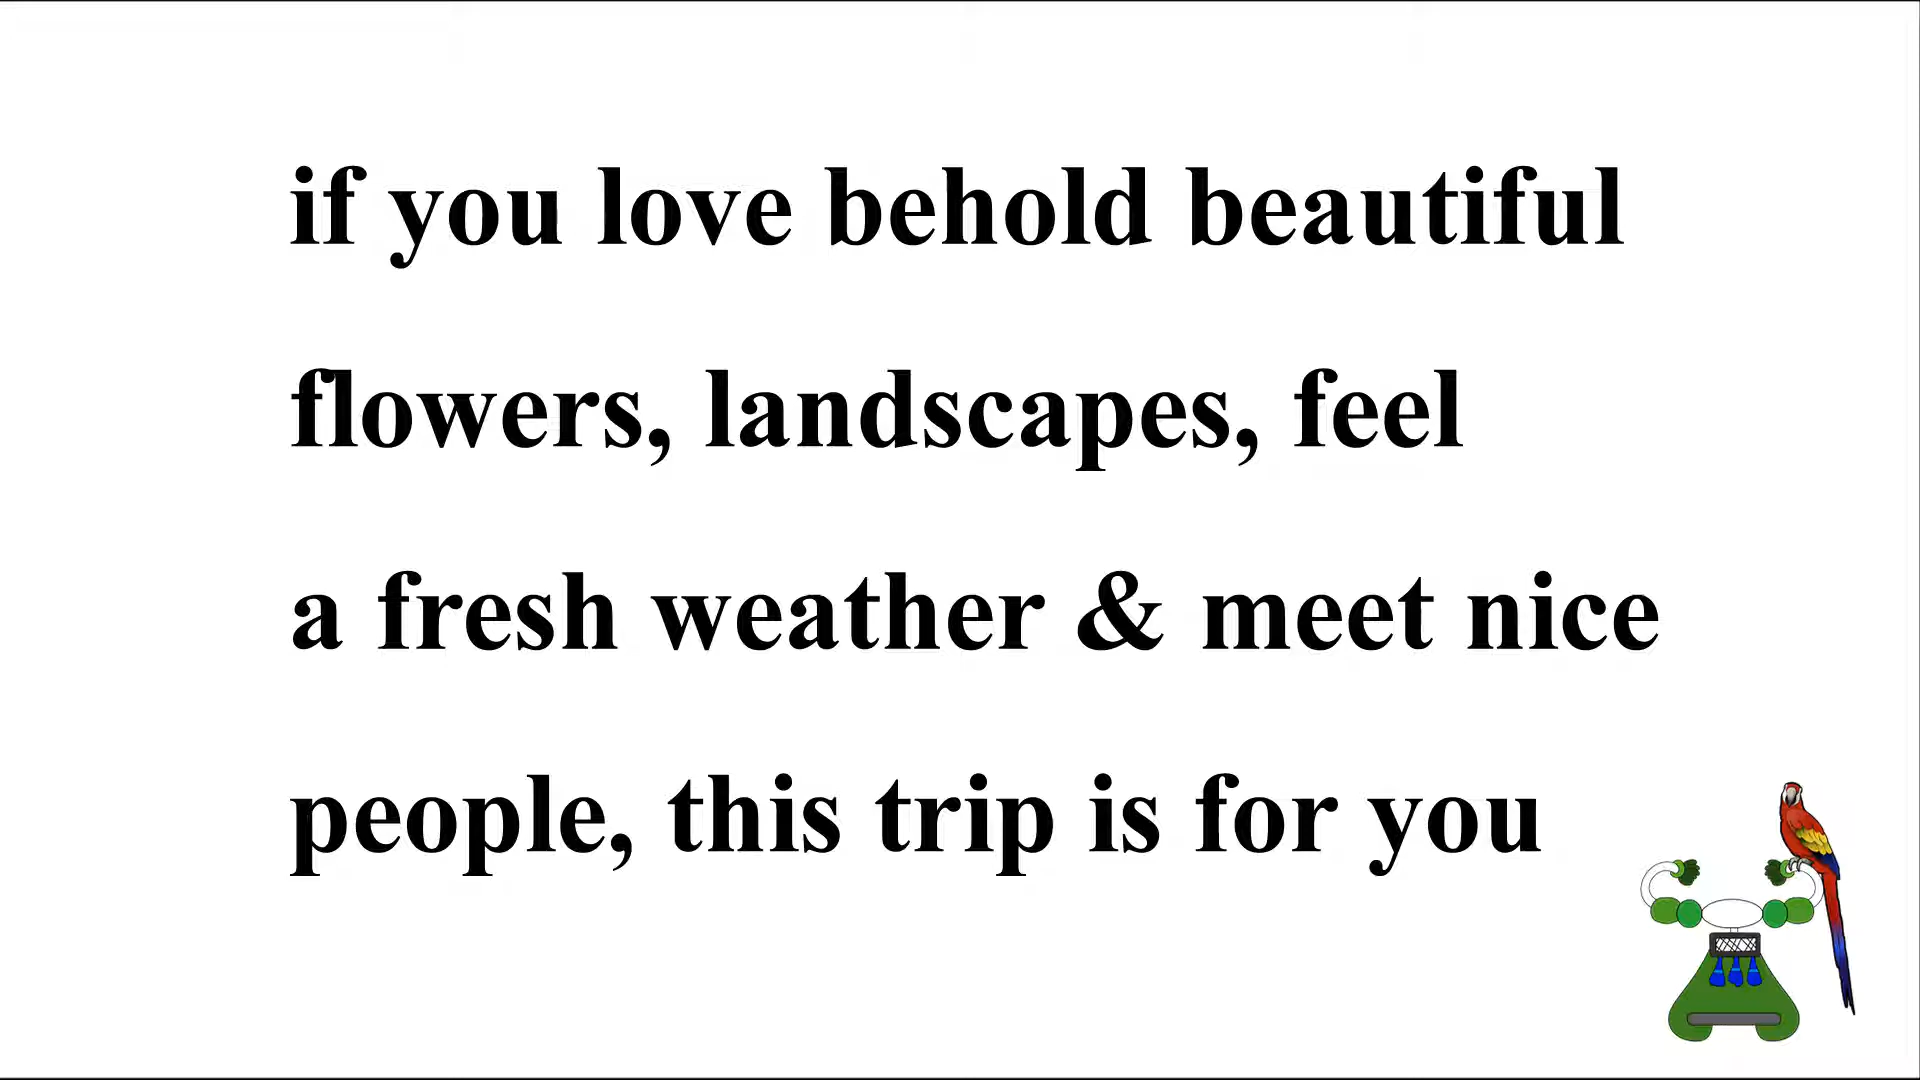 if you love behold beautiful
flowers, landscapes, feel
a fresh weather & meet nice
people, this trip is for you